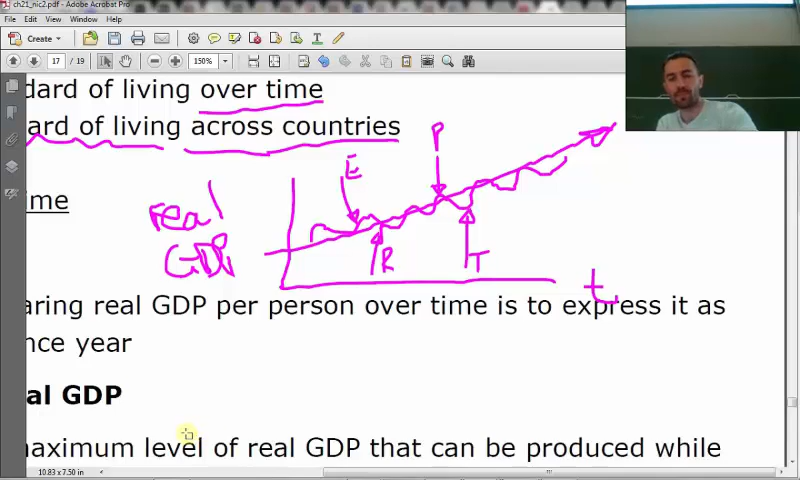 ch21_nic2.pdf - Adobe Acrobat Pro
File Edit View Window Help
Create
17 / 19
150%
dard of living over time
ard of living across countries
P
E
ime
real
GDP
R
T
t
aring real GDP per person over time is to express it as
nce year
al GDP
maximum level of real GDP that can be produced while
10.83 x 7.50 in